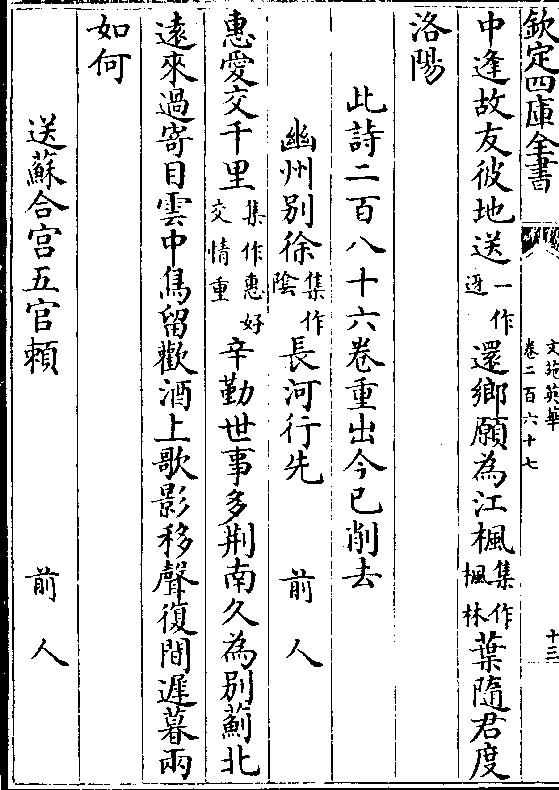 欽定四庫全書
文苑英華
卷二百六十七
十三
中逢故友彼地送一作迓還鄉願為江楓集作楓林葉隨君度
洛陽
此詩二百八十六卷重出今已削去
幽州别徐集作陰長河行先 前人
惠愛交千里集作惠好交情重辛勤世事多荆南久為别薊北
遠來過寄目雲中鳥留歡酒上歌影移聲復間遲暮兩
如何
送蘇合宫五官頼 前人